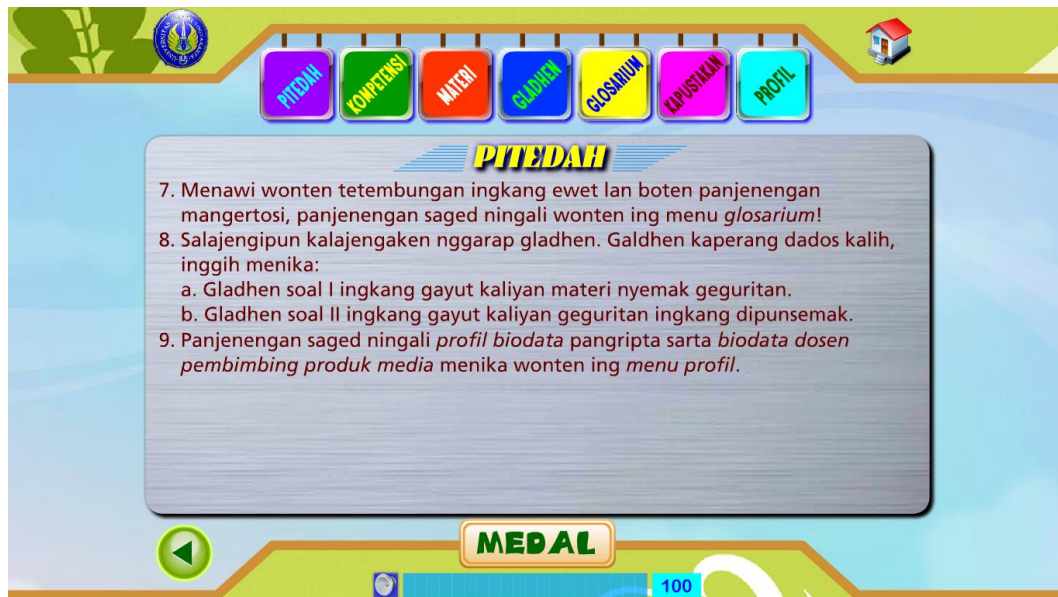 PITEDAH
KOMPETENSI
MATERI
GLADHEN
GLOSARIUM
KAPUSTAKAN
PROFIL
PITEDAH
7. Menawi wonten tetembungan ingkang ewet lan boten panjenengan
mangertosi, panjenengan saged ningali wonten ing menu glosarium!
8. Salajengipun kalajengaken nggarap gladhen. Galdhen kaperang dados kalih,
inggih menika:
a. Gladhen soal I ingkang gayut kaliyan materi nyemak geguritan.
b. Gladhen soal II ingkang gayut kaliyan geguritan ingkang dipunsemak.
9. Panjenengan saged ningali profil biodata pangripta sarta biodata dosen
pembimbing produk media menika wonten ing menu profil.
MEDAL
100